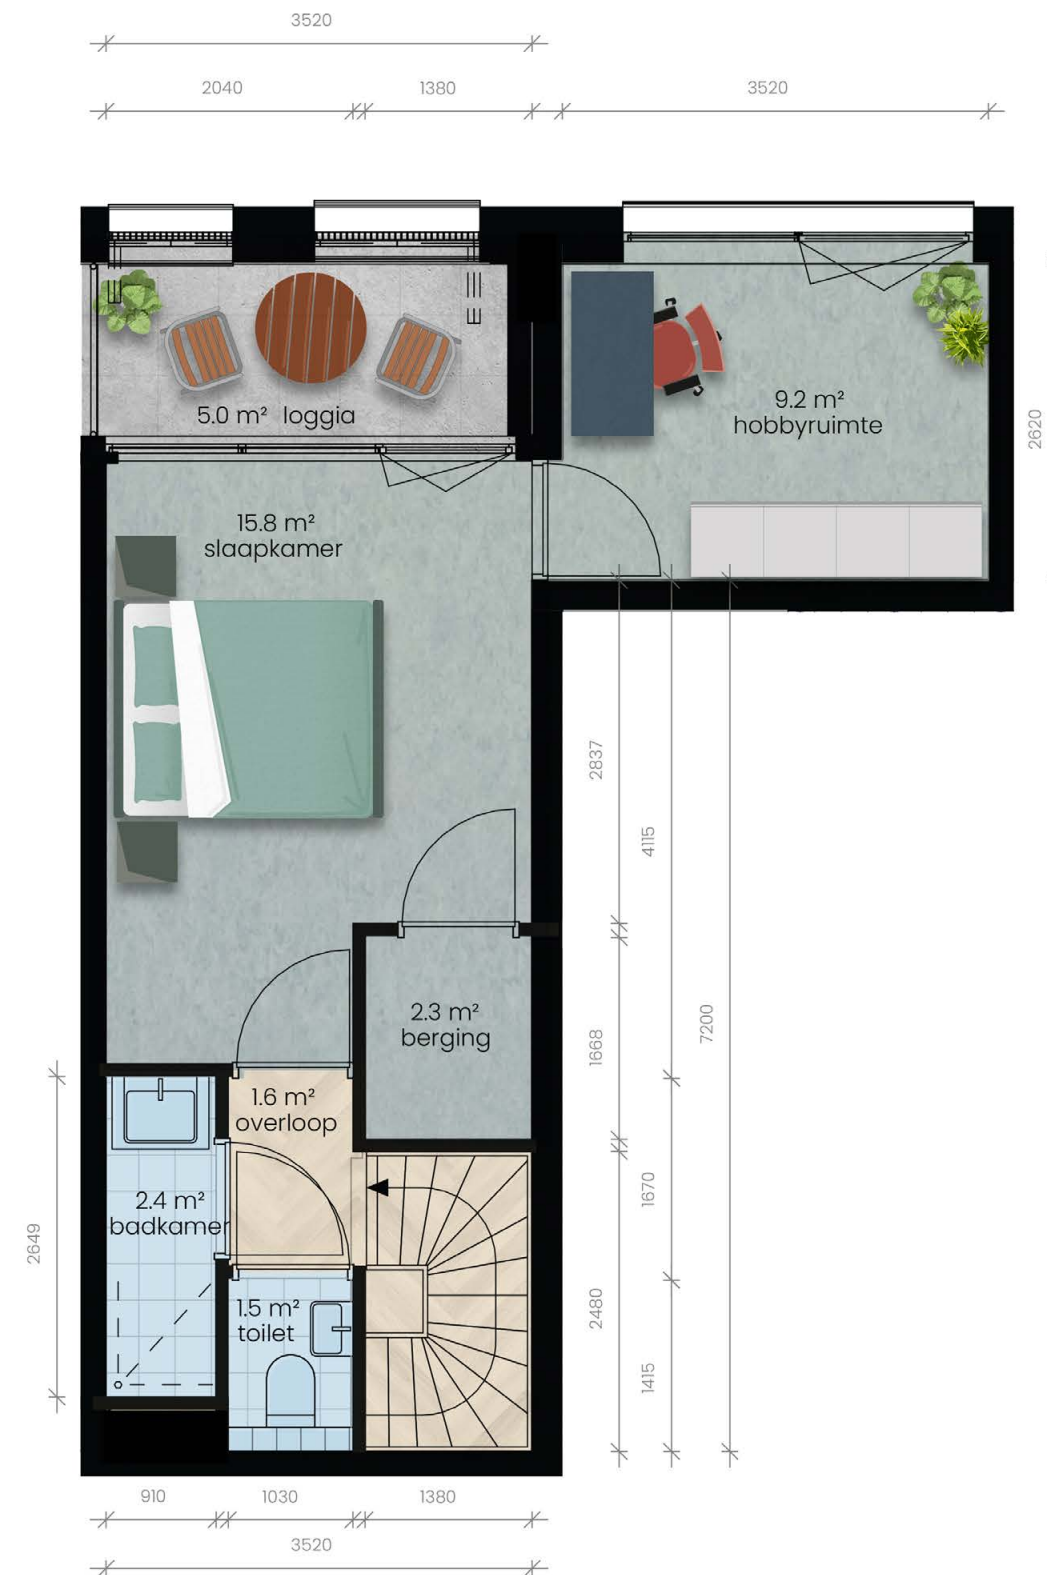 3520
2040
1380
3520
5.0 m² loggia
9.2 m²
hobbyruimte
2620
15.8 m²
slaapkamer
2837
4115
2.3 m²
berging
7200
1668
1.6 m²
overloop
2.4 m²
badkamer
1670
2649
1.5 m²
toilet
2480
1415
910
1030
1380
3520